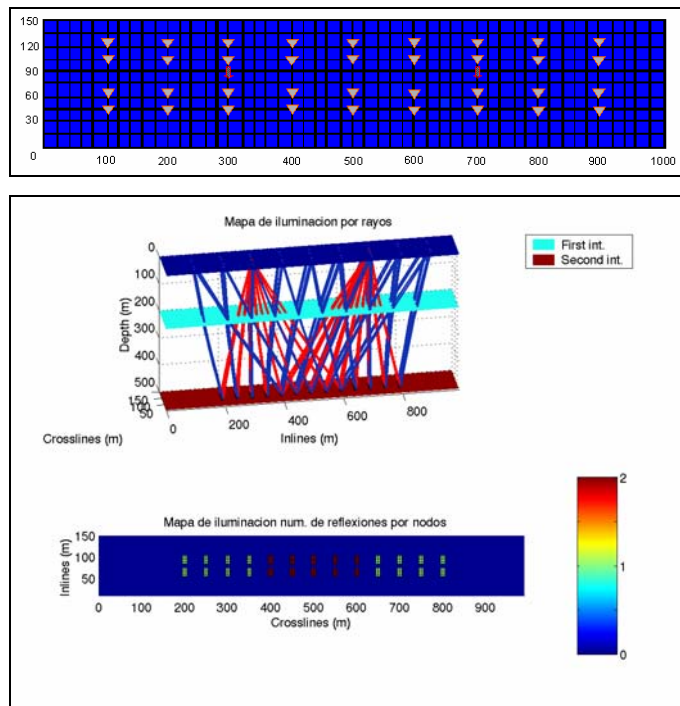 150
120
90
60
30
0
100 200 300 400 500 600 700 800 900 1000
Mapa de iluminacion por rayos
0
100
200
300
400
500
Depth (m)
150
100
50
0
200
400
600
800
Crosslines (m)
Inlines (m)
First int.
Second int.
Mapa de iluminacion num. de reflexiones por nodos
150
100
50
Inlines (m)
0 100 200 300 400 500 600 700 800 900
Crosslines (m)
2
1
0